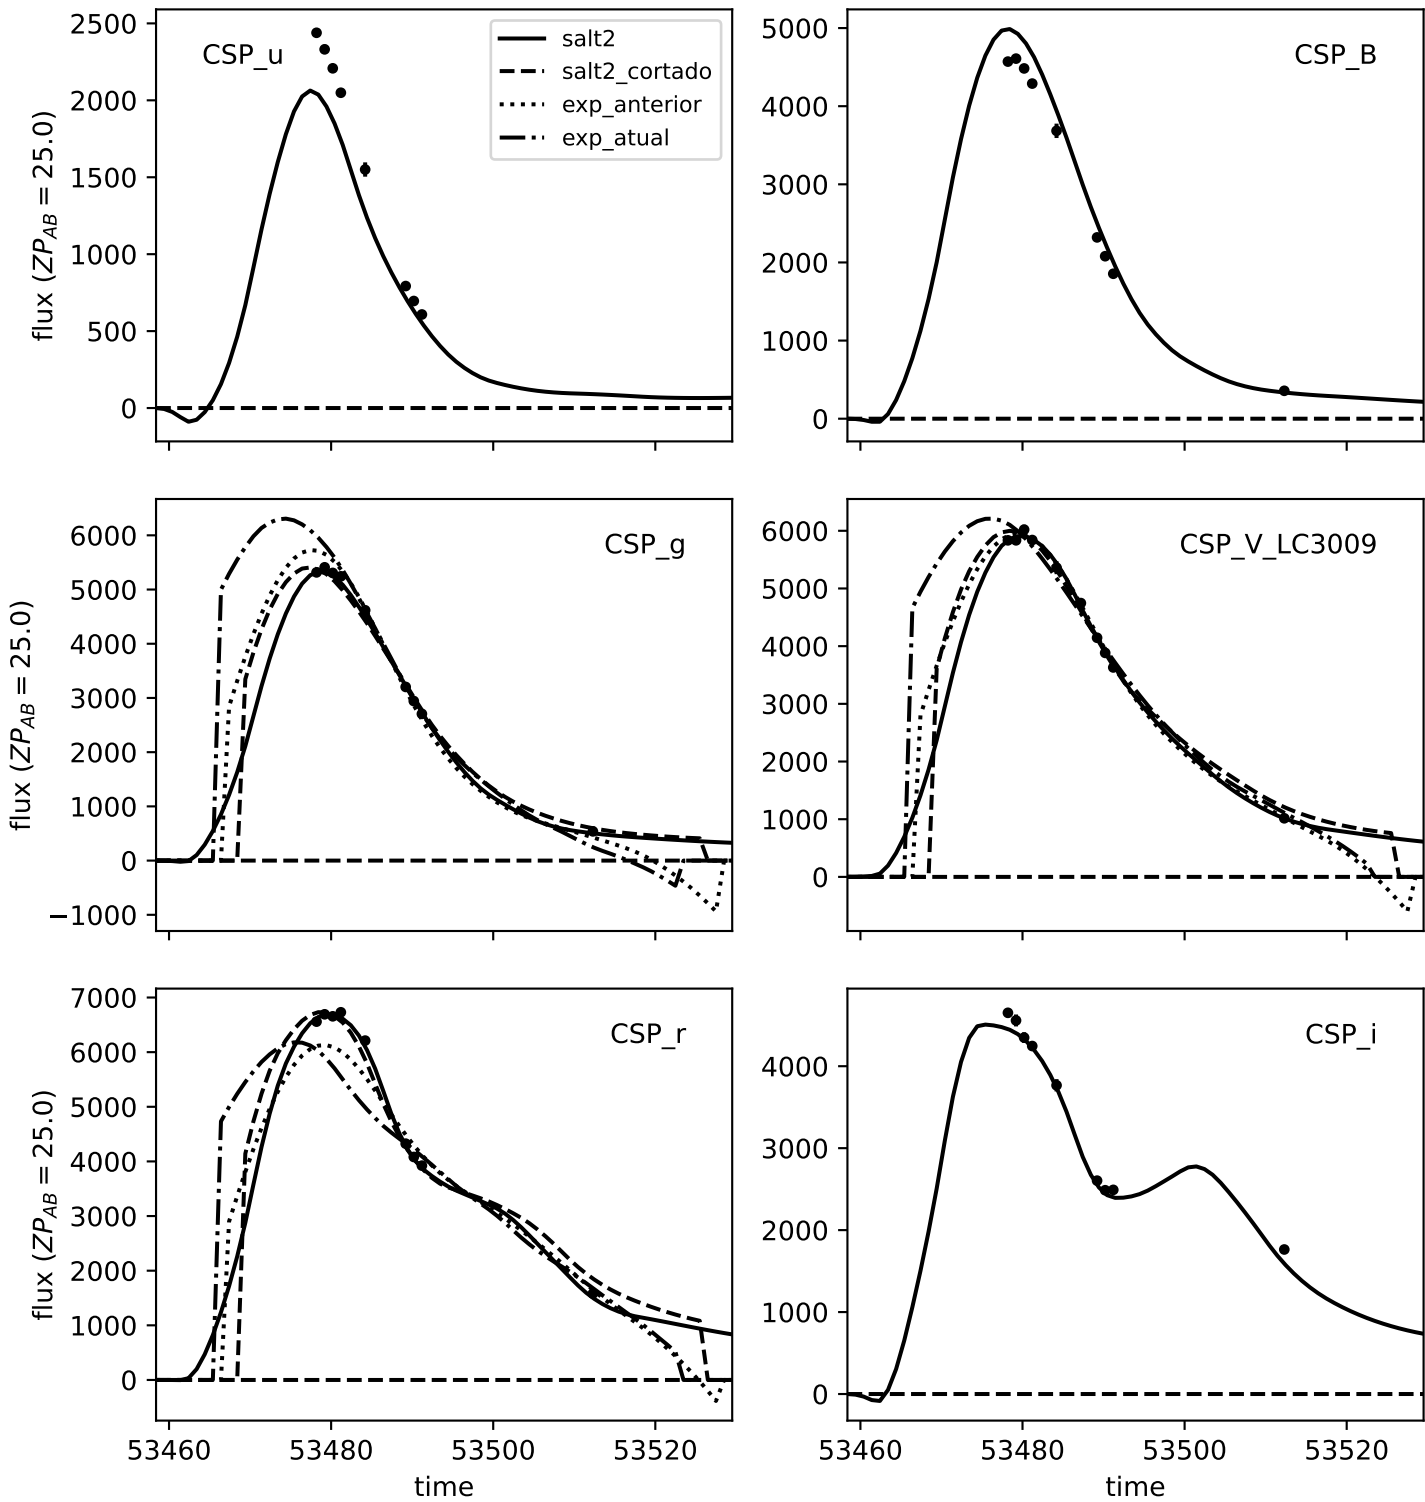 2500
2000
1500
1000
500
0
flux (ZP_AB = 25.0)
CSP_u
salt2
salt2_cortado
exp_anterior
exp_atual
5000
4000
3000
2000
1000
0
CSP_B
6000
5000
4000
3000
2000
1000
0
−1000
flux (ZP_AB = 25.0)
CSP_g
6000
5000
4000
3000
2000
1000
0
CSP_V_LC3009
7000
6000
5000
4000
3000
2000
1000
0
flux (ZP_AB = 25.0)
CSP_r
53460 53480 53500 53520
time
4000
3000
2000
1000
0
CSP_i
53460 53480 53500 53520
time